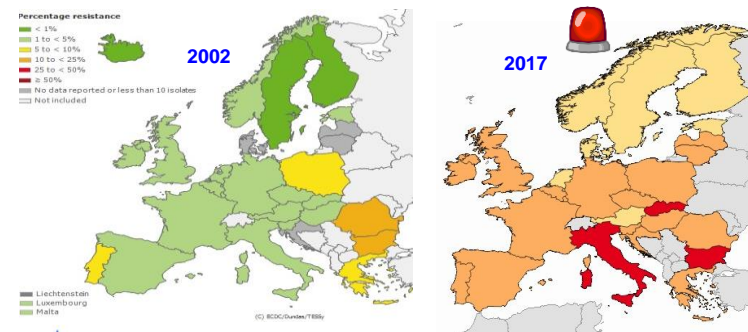 Percentage resistance
< 1%
1 to < 5%
5 to < 10%
10 to < 25%
25 to < 50%
≥ 50%
No data reported or less than 10 isolates
Not included
2002
2017
Liechtenstein
Luxembourg
Malta
(C) ECDC/Dundas/TESSy